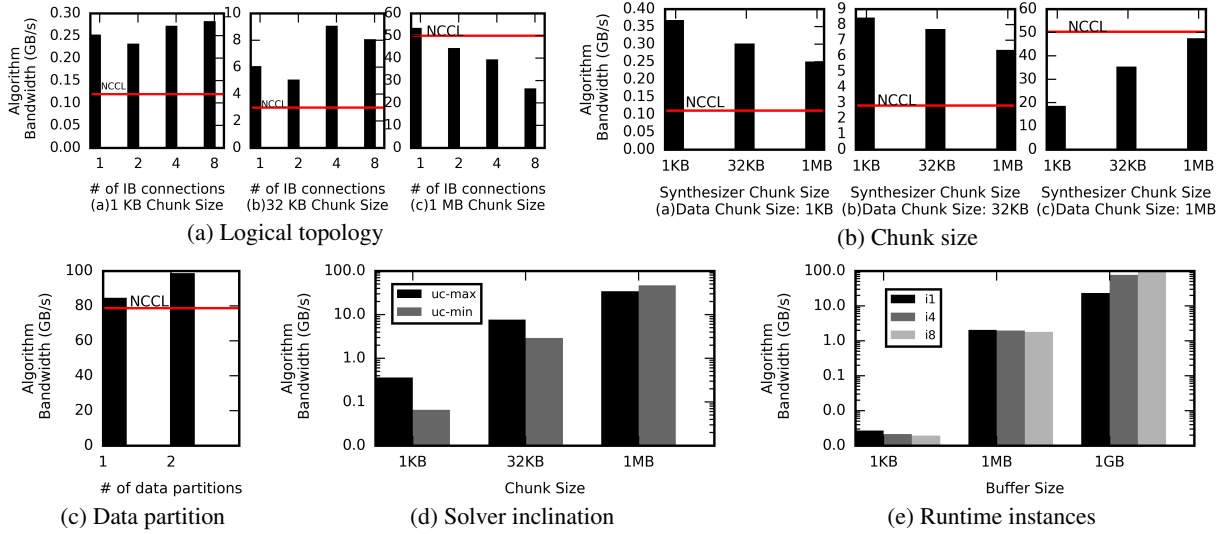 Algorithm
Bandwidth (GB/s)
0.30
0.25
0.20
0.15
0.10
0.05
0.00
NCCL
1 2 4 8
# of IB connections
(a)1 KB Chunk Size
10
8
6
4
2
0
NCCL
1 2 4 8
# of IB connections
(b)32 KB Chunk Size
60
50
40
30
20
10
0
NCCL
1 2 4 8
# of IB connections
(c)1 MB Chunk Size
(a) Logical topology
Algorithm
Bandwidth (GB/s)
0.40
0.35
0.30
0.25
0.20
0.15
0.10
0.05
0.00
NCCL
1KB 32KB 1MB
Synthesizer Chunk Size
(a)Data Chunk Size: 1KB
9
8
7
6
5
4
3
2
1
0
NCCL
1KB 32KB 1MB
Synthesizer Chunk Size
(b)Data Chunk Size: 32KB
60
50
40
30
20
10
0
NCCL
1KB 32KB 1MB
Synthesizer Chunk Size
(c)Data Chunk Size: 1MB
(b) Chunk size
Algorithm
Bandwidth (GB/s)
100
80
60
40
20
0
NCCL
1 2
# of data partitions
(c) Data partition
Algorithm
Bandwidth (GB/s)
100.0
10.0
1.0
0.1
0.0
uc-max
uc-min
1KB 32KB 1MB
Chunk Size
(d) Solver inclination
Algorithm
Bandwidth (GB/s)
100.0
10.0
1.0
0.1
0.0
0.0
i1
i4
i8
1KB 1MB 1GB
Buffer Size
(e) Runtime instances